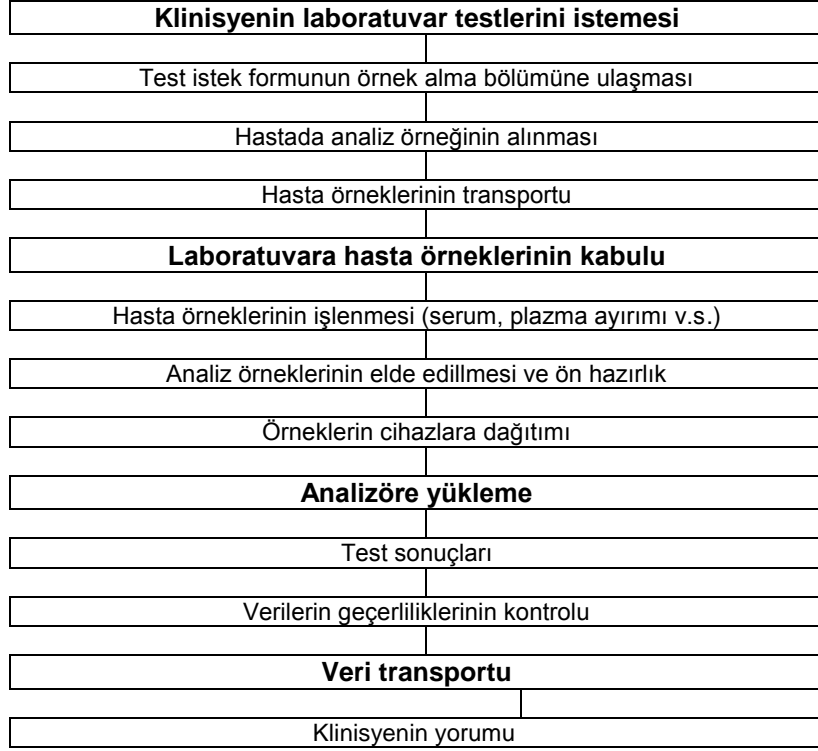 Klinisyenin laboratuvar testlerini istemesi
Test istek formunun örnek alma bölümüne ulaşması
Hastada analiz örneğinin alınması
Hasta örneklerinin transportu
Laboratuvara hasta örneklerinin kabulu
Hasta örneklerinin işlenmesi (serum, plazma ayırımı v.s.)
Analiz örneklerinin elde edillmesi ve ön hazırlık
Örneklerin cihazlara dağıtımı
Analizöre yükleme
Test sonuçları
Verilerin geçerliliklerinin kontrolu
Veri transportu
Klinisyenin yorumu